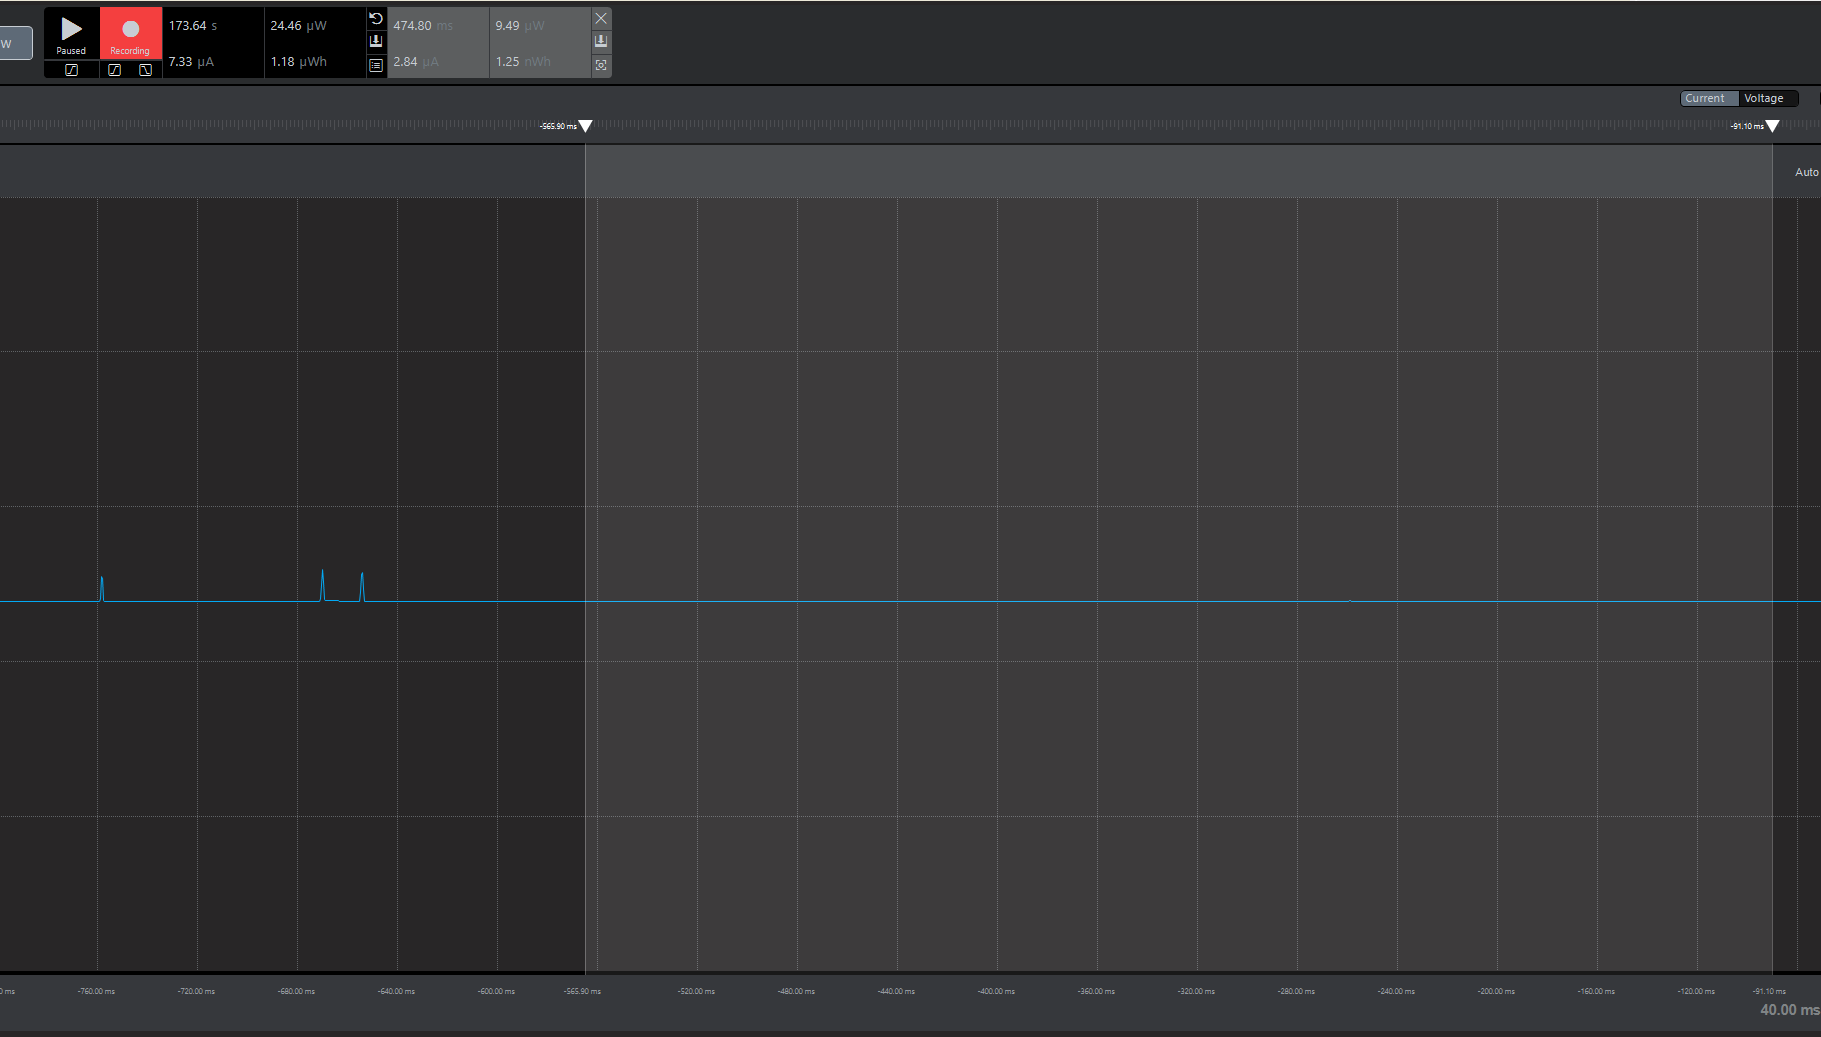 W
Paused
Recording
173.64 s
24.46 µW
7.33 µA
1.18 µWh
474.80 ms
9.49 µW
2.84 µA
1.25 nWh
Current Voltage
-565.90 ms
-91.10 ms
Auto
0 ms -760.00 ms -720.00 ms -680.00 ms -640.00 ms -600.00 ms -565.90 ms -520.00 ms -480.00 ms -440.00 ms -400.00 ms -360.00 ms -320.00 ms -280.00 ms -240.00 ms -200.00 ms -160.00 ms -120.00 ms -91.10 ms
40.00 ms